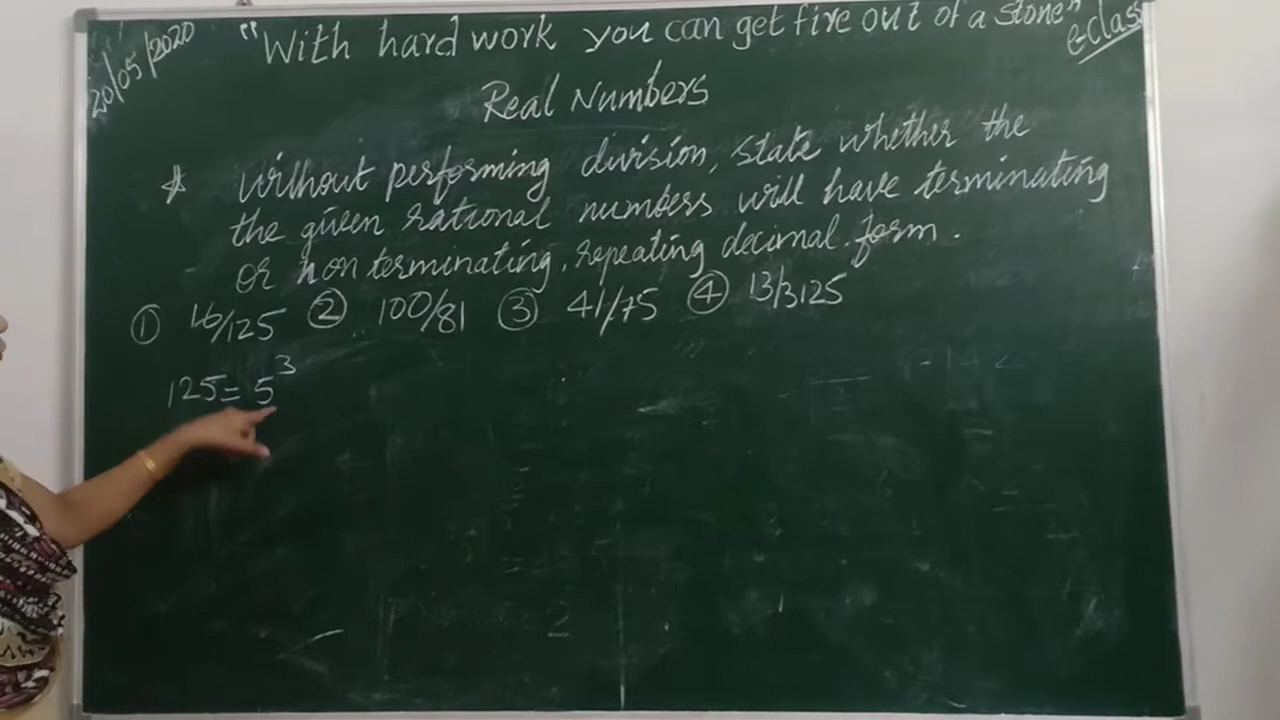 20/05/2020
"With hard work you can get fire out of a stone"
e-Class
Real Numbers
* Without performing division, state whether the
the given rational numbers will have terminating
or non terminating, repeating decimal form.
① 16/125 ② 100/81 ③ 41/75 ④ 13/3125
125 = 5³
2